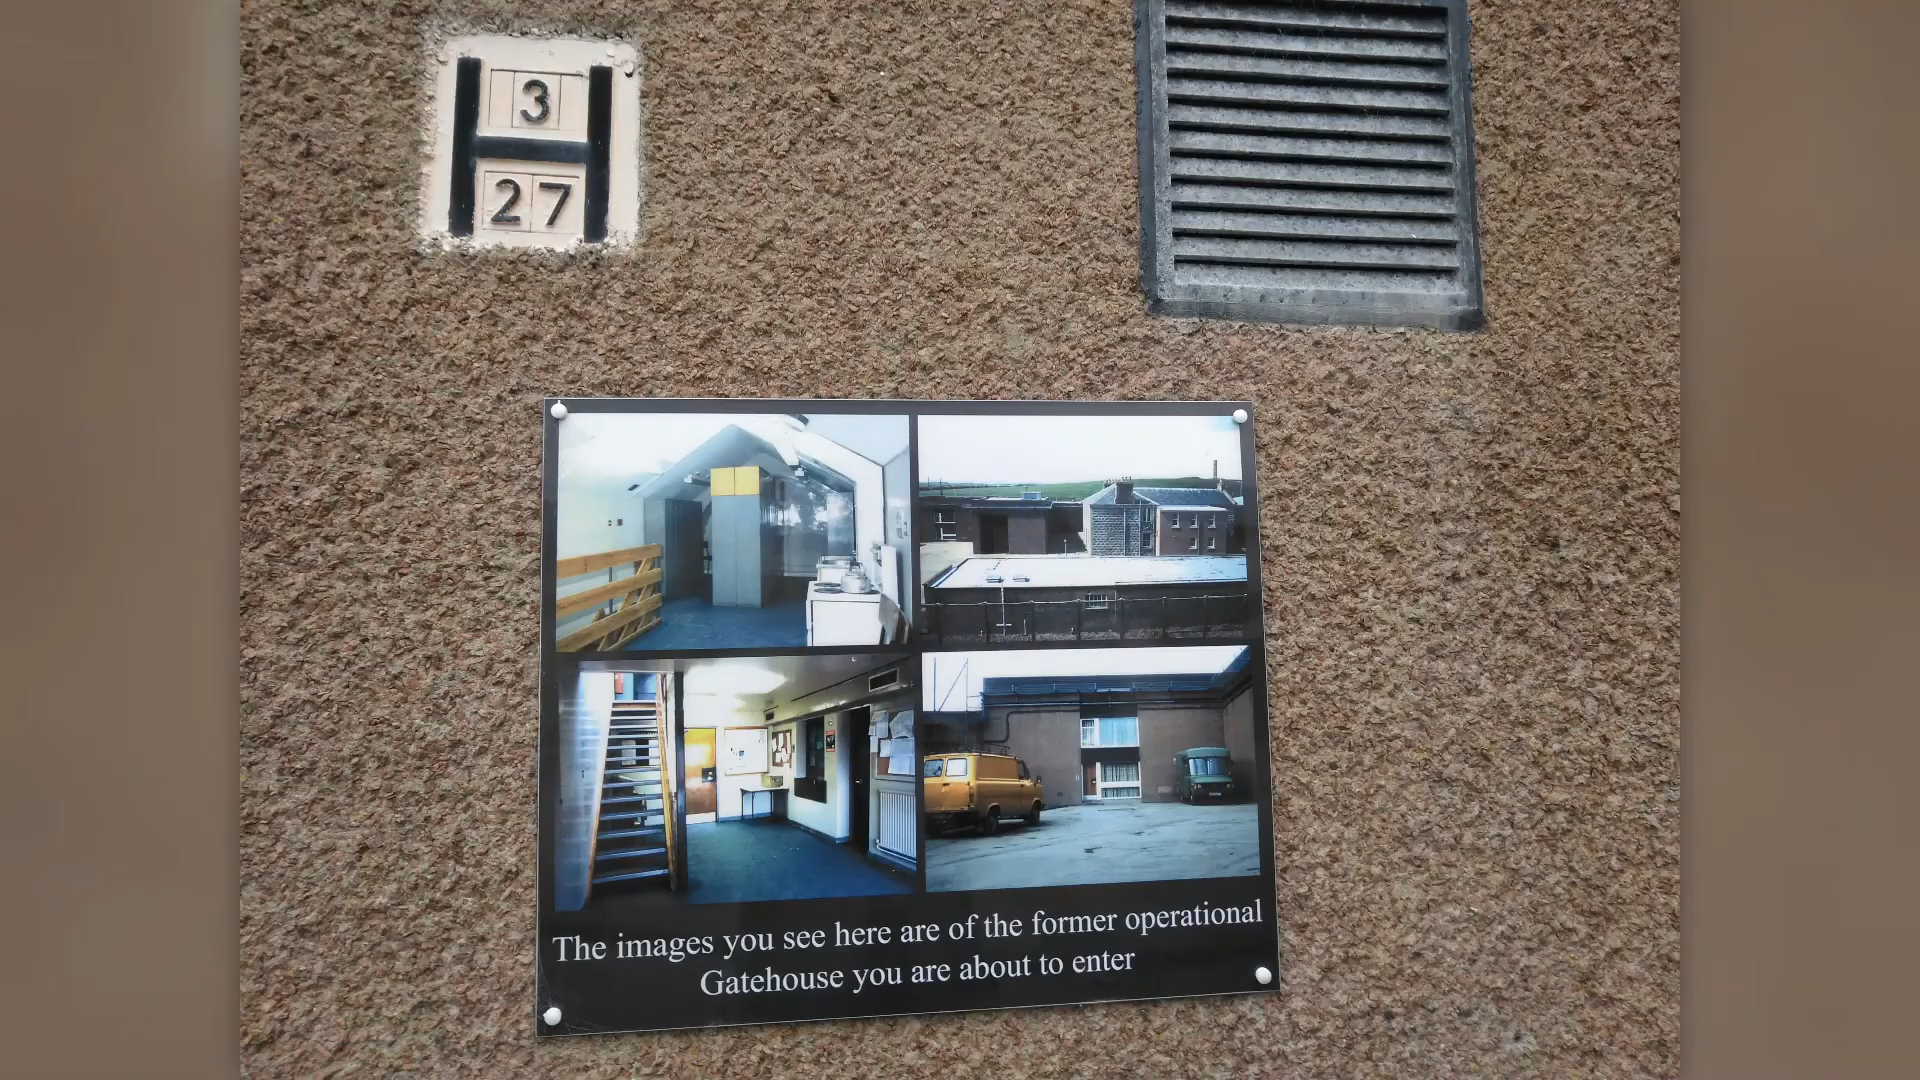 3
H
27
The images you see here are of the former operational
Gatehouse you are about to enter